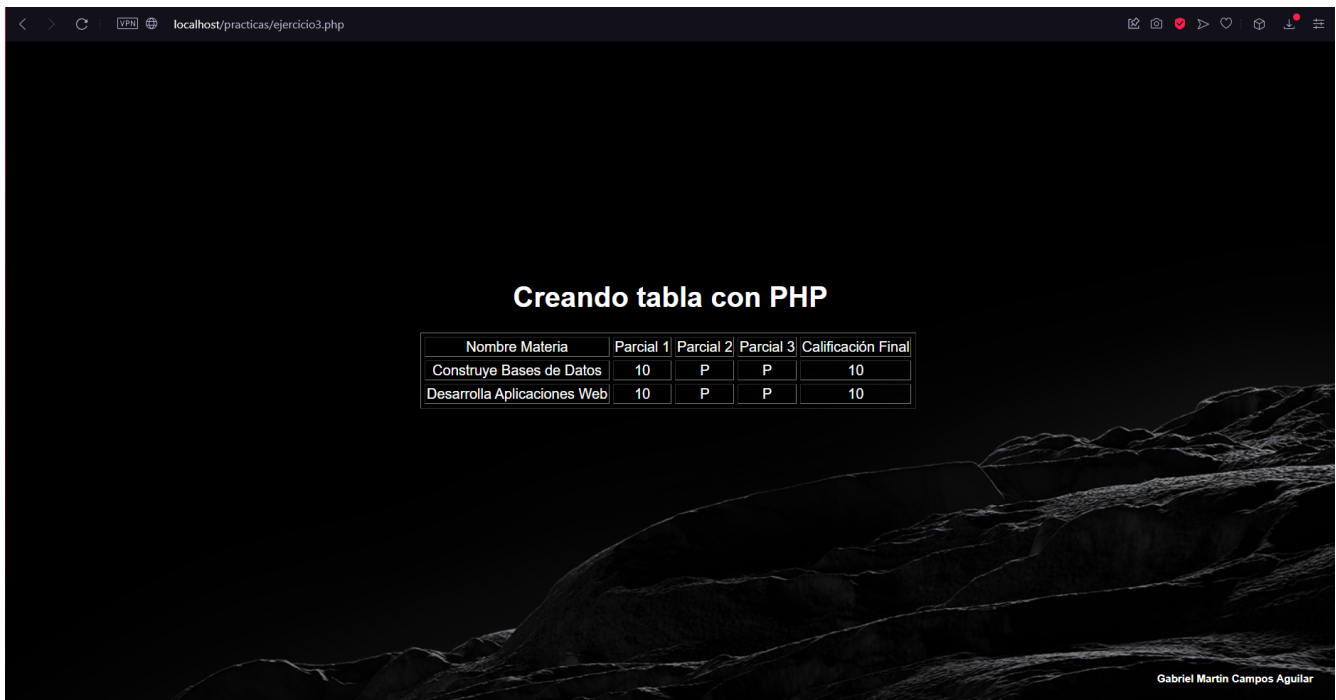 VPN localhost/practicas/ejercicio3.php
Creando tabla con PHP
Nombre Materia Parcial 1 Parcial 2 Parcial 3 Calificación Final
Construye Bases de Datos 10 P P 10
Desarrolla Aplicaciones Web 10 P P 10
Gabriel Martin Campos Aguilar